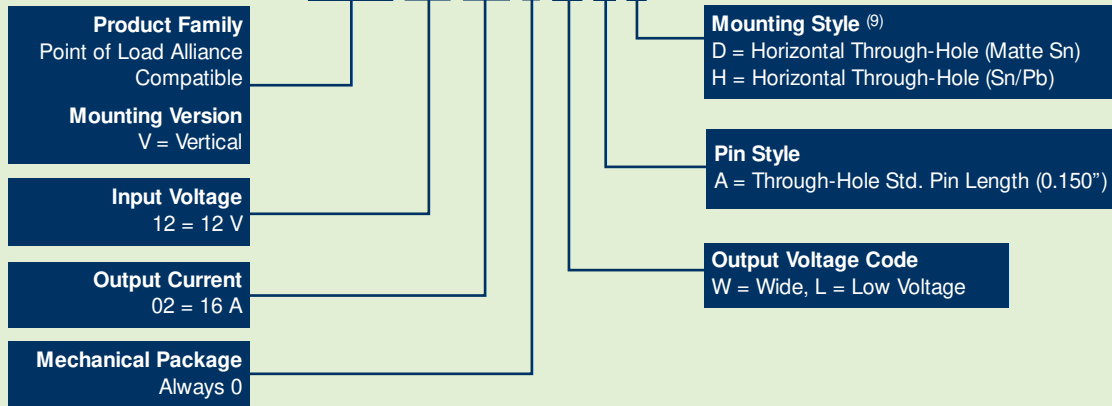 Product Family
Point of Load Alliance
Compatible
Mounting Version
V = Vertical
Input Voltage
12 = 12 V
Output Current
02 = 16 A
Mechanical Package
Always 0
Mounting Style (9)
D = Horizontal Through-Hole (Matte Sn)
H = Horizontal Through-Hole (Sn/Pb)
Pin Style
A = Through-Hole Std. Pin Length (0.150”)
Output Voltage Code
W = Wide, L = Low Voltage